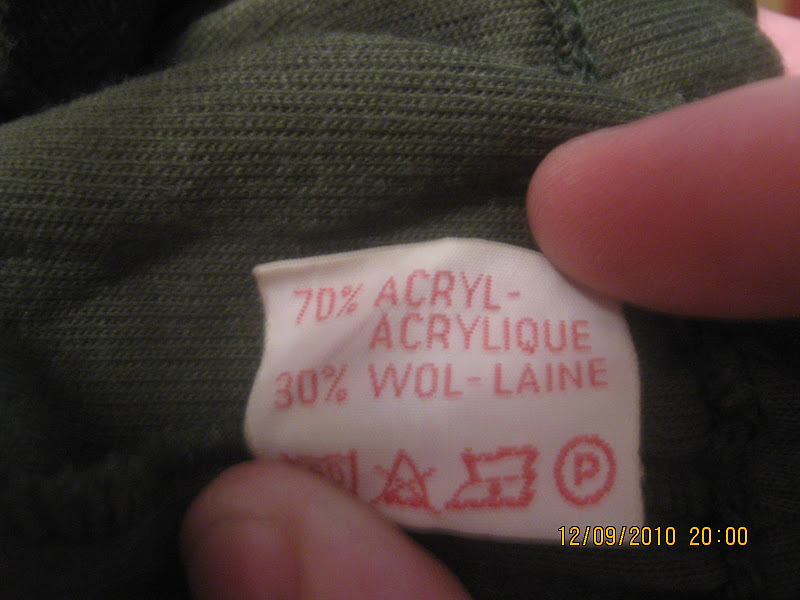 70% ACRYL-
ACRYLIQUE
30% WOL-LAINE
P
12/09/2010 20:00